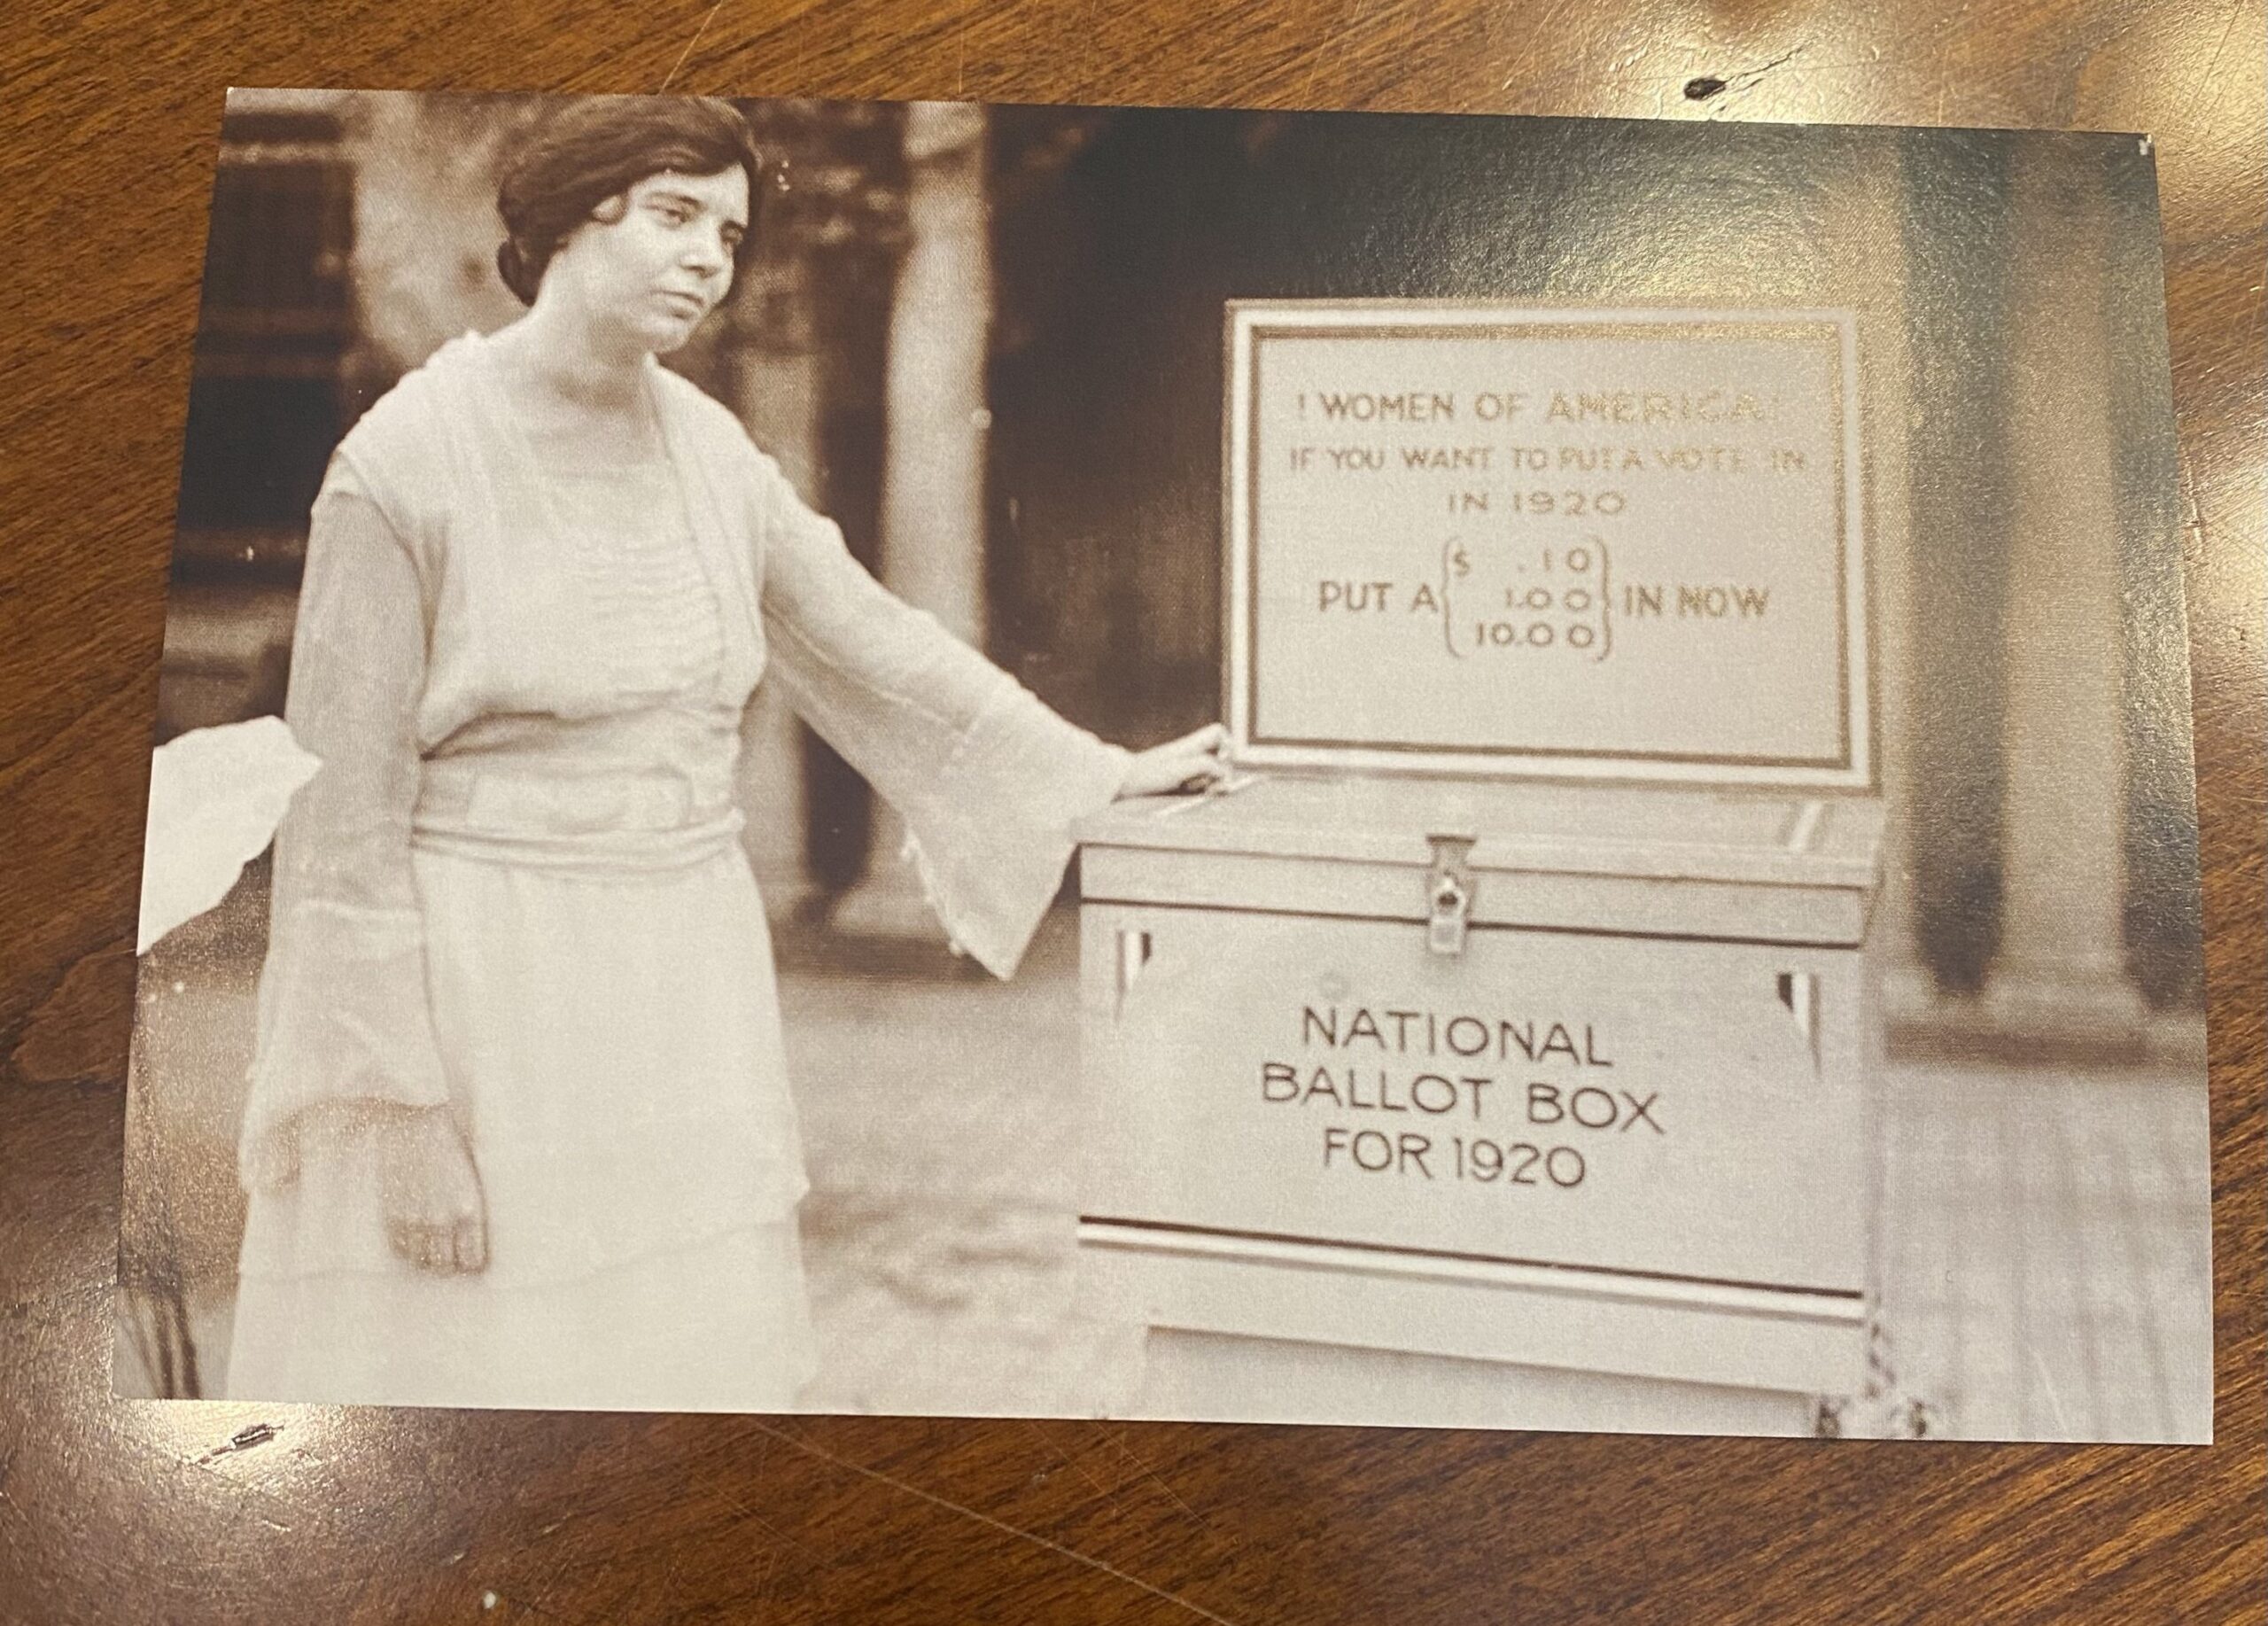 ! WOMEN OF AMERICA
IF YOU WANT TO PUT A VOTE IN
IN 1920
PUT A { $ .10
1.00
10.00 } IN NOW
NATIONAL
BALLOT BOX
FOR 1920